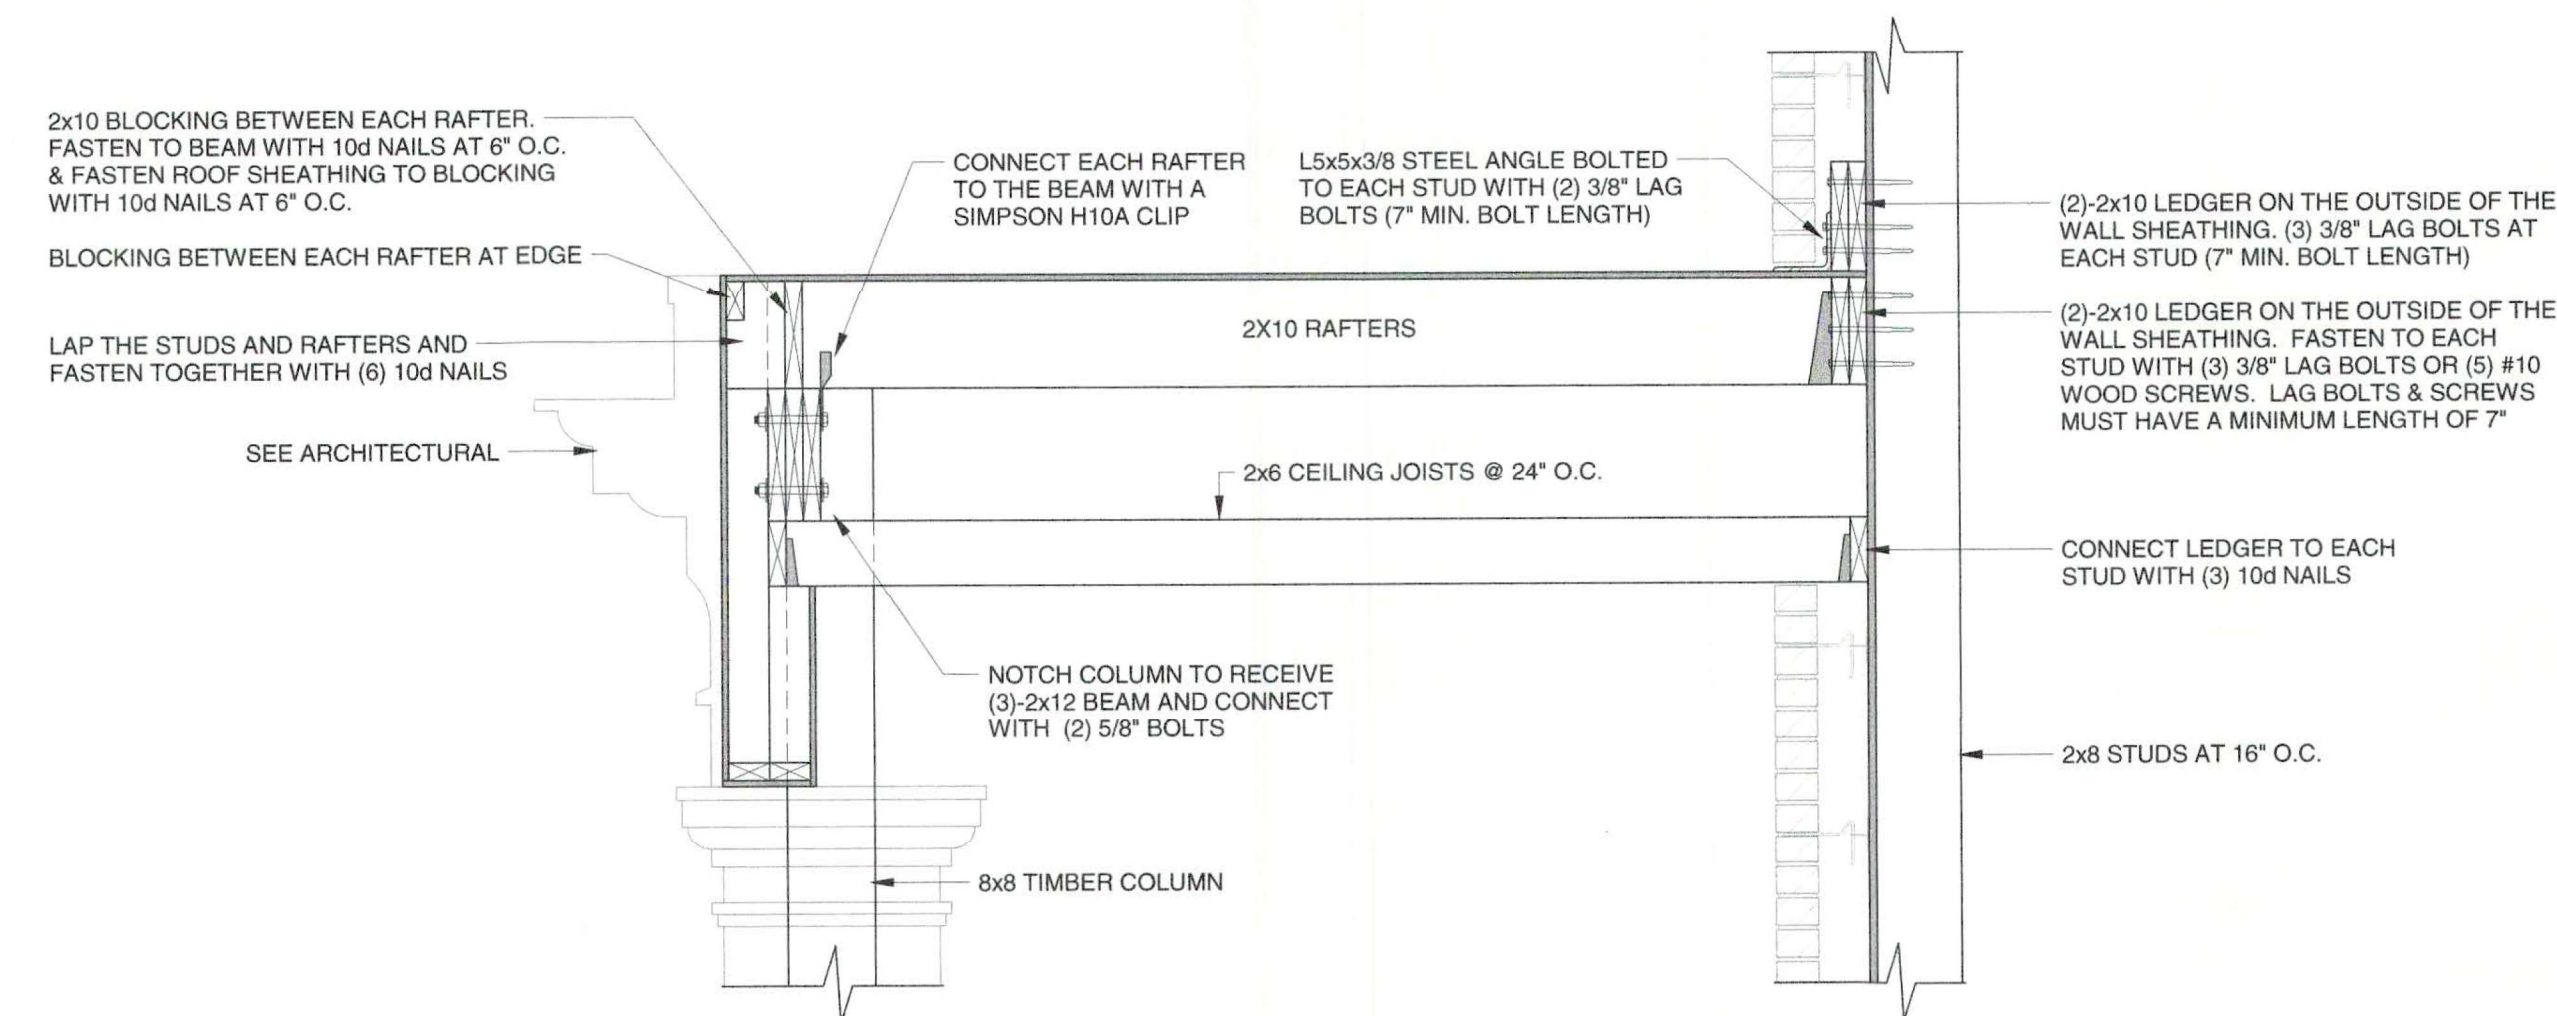 2x10 BLOCKING BETWEEN EACH RAFTER.
FASTEN TO BEAM WITH 10d NAILS AT 6" O.C.
& FASTEN ROOF SHEATHING TO BLOCKING
WITH 10d NAILS AT 6" O.C.
BLOCKING BETWEEN EACH RAFTER AT EDGE
LAP THE STUDS AND RAFTERS AND
FASTEN TOGETHER WITH (6) 10d NAILS
SEE ARCHITECTURAL
CONNECT EACH RAFTER
TO THE BEAM WITH A
SIMPSON H10A CLIP
L5x5x3/8 STEEL ANGLE BOLTED
TO EACH STUD WITH (2) 3/8" LAG
BOLTS (7" MIN. BOLT LENGTH)
2X10 RAFTERS
2x6 CEILING JOISTS @ 24" O.C.
NOTCH COLUMN TO RECEIVE
(3)-2x12 BEAM AND CONNECT
WITH (2) 5/8" BOLTS
8x8 TIMBER COLUMN
(2)-2x10 LEDGER ON THE OUTSIDE OF THE
WALL SHEATHING. (3) 3/8" LAG BOLTS AT
EACH STUD (7" MIN. BOLT LENGTH)
(2)-2x10 LEDGER ON THE OUTSIDE OF THE
WALL SHEATHING. FASTEN TO EACH
STUD WITH (3) 3/8" LAG BOLTS OR (5) #10
WOOD SCREWS. LAG BOLTS & SCREWS
MUST HAVE A MINIMUM LENGTH OF 7"
CONNECT LEDGER TO EACH
STUD WITH (3) 10d NAILS
2x8 STUDS AT 16" O.C.